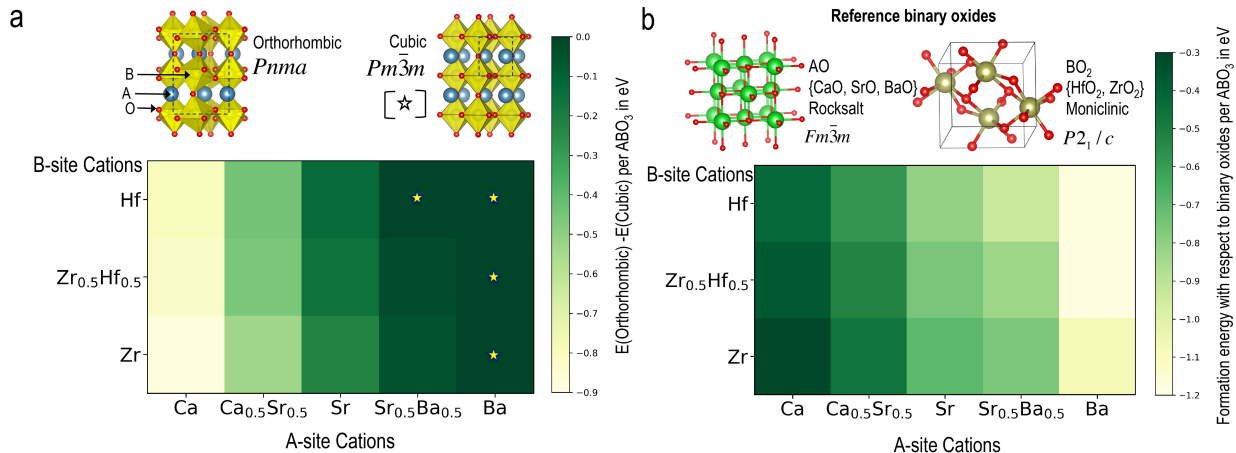 a
Orthorhombic
Pnma
B
A
O
Cubic
Pm3̄m
[☆]
B-site Cations
Hf
Zr₀.₅Hf₀.₅
Zr
Ca
Ca₀.₅Sr₀.₅
Sr
Sr₀.₅Ba₀.₅
Ba
A-site Cations
0.0
−0.1
−0.2
−0.3
−0.4
−0.5
−0.6
−0.7
−0.8
−0.9
E(Orthorhombic) -E(Cubic) per ABO₃ in eV
b
Reference binary oxides
AO
{CaO, SrO, BaO}
Rocksalt
Fm3̄m
BO₂
{HfO₂, ZrO₂}
Moniclinic
P2₁ / c
B-site Cations
Hf
Zr₀.₅Hf₀.₅
Zr
Ca
Ca₀.₅Sr₀.₅
Sr
Sr₀.₅Ba₀.₅
Ba
A-site Cations
−0.3
−0.4
−0.5
−0.6
−0.7
−0.8
−0.9
−1.0
−1.1
−1.2
Formation energy with respect to binary oxides per ABO₃ in eV